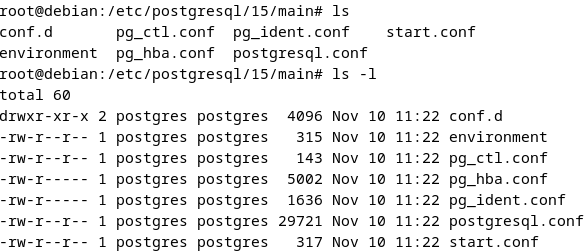 root@debian:/etc/postgresql/15/main# ls
conf.d       pg_ctl.conf  pg_ident.conf    start.conf
environment  pg_hba.conf  postgresql.conf
root@debian:/etc/postgresql/15/main# ls -l
total 60
drwxr-xr-x 2 postgres postgres  4096 Nov 10 11:22 conf.d
-rw-r--r-- 1 postgres postgres   315 Nov 10 11:22 environment
-rw-r--r-- 1 postgres postgres   143 Nov 10 11:22 pg_ctl.conf
-rw-r----- 1 postgres postgres  5002 Nov 10 11:22 pg_hba.conf
-rw-r----- 1 postgres postgres  1636 Nov 10 11:22 pg_ident.conf
-rw-r--r-- 1 postgres postgres 29721 Nov 10 11:22 postgresql.conf
-rw-r--r-- 1 postgres postgres   317 Nov 10 11:22 start.conf